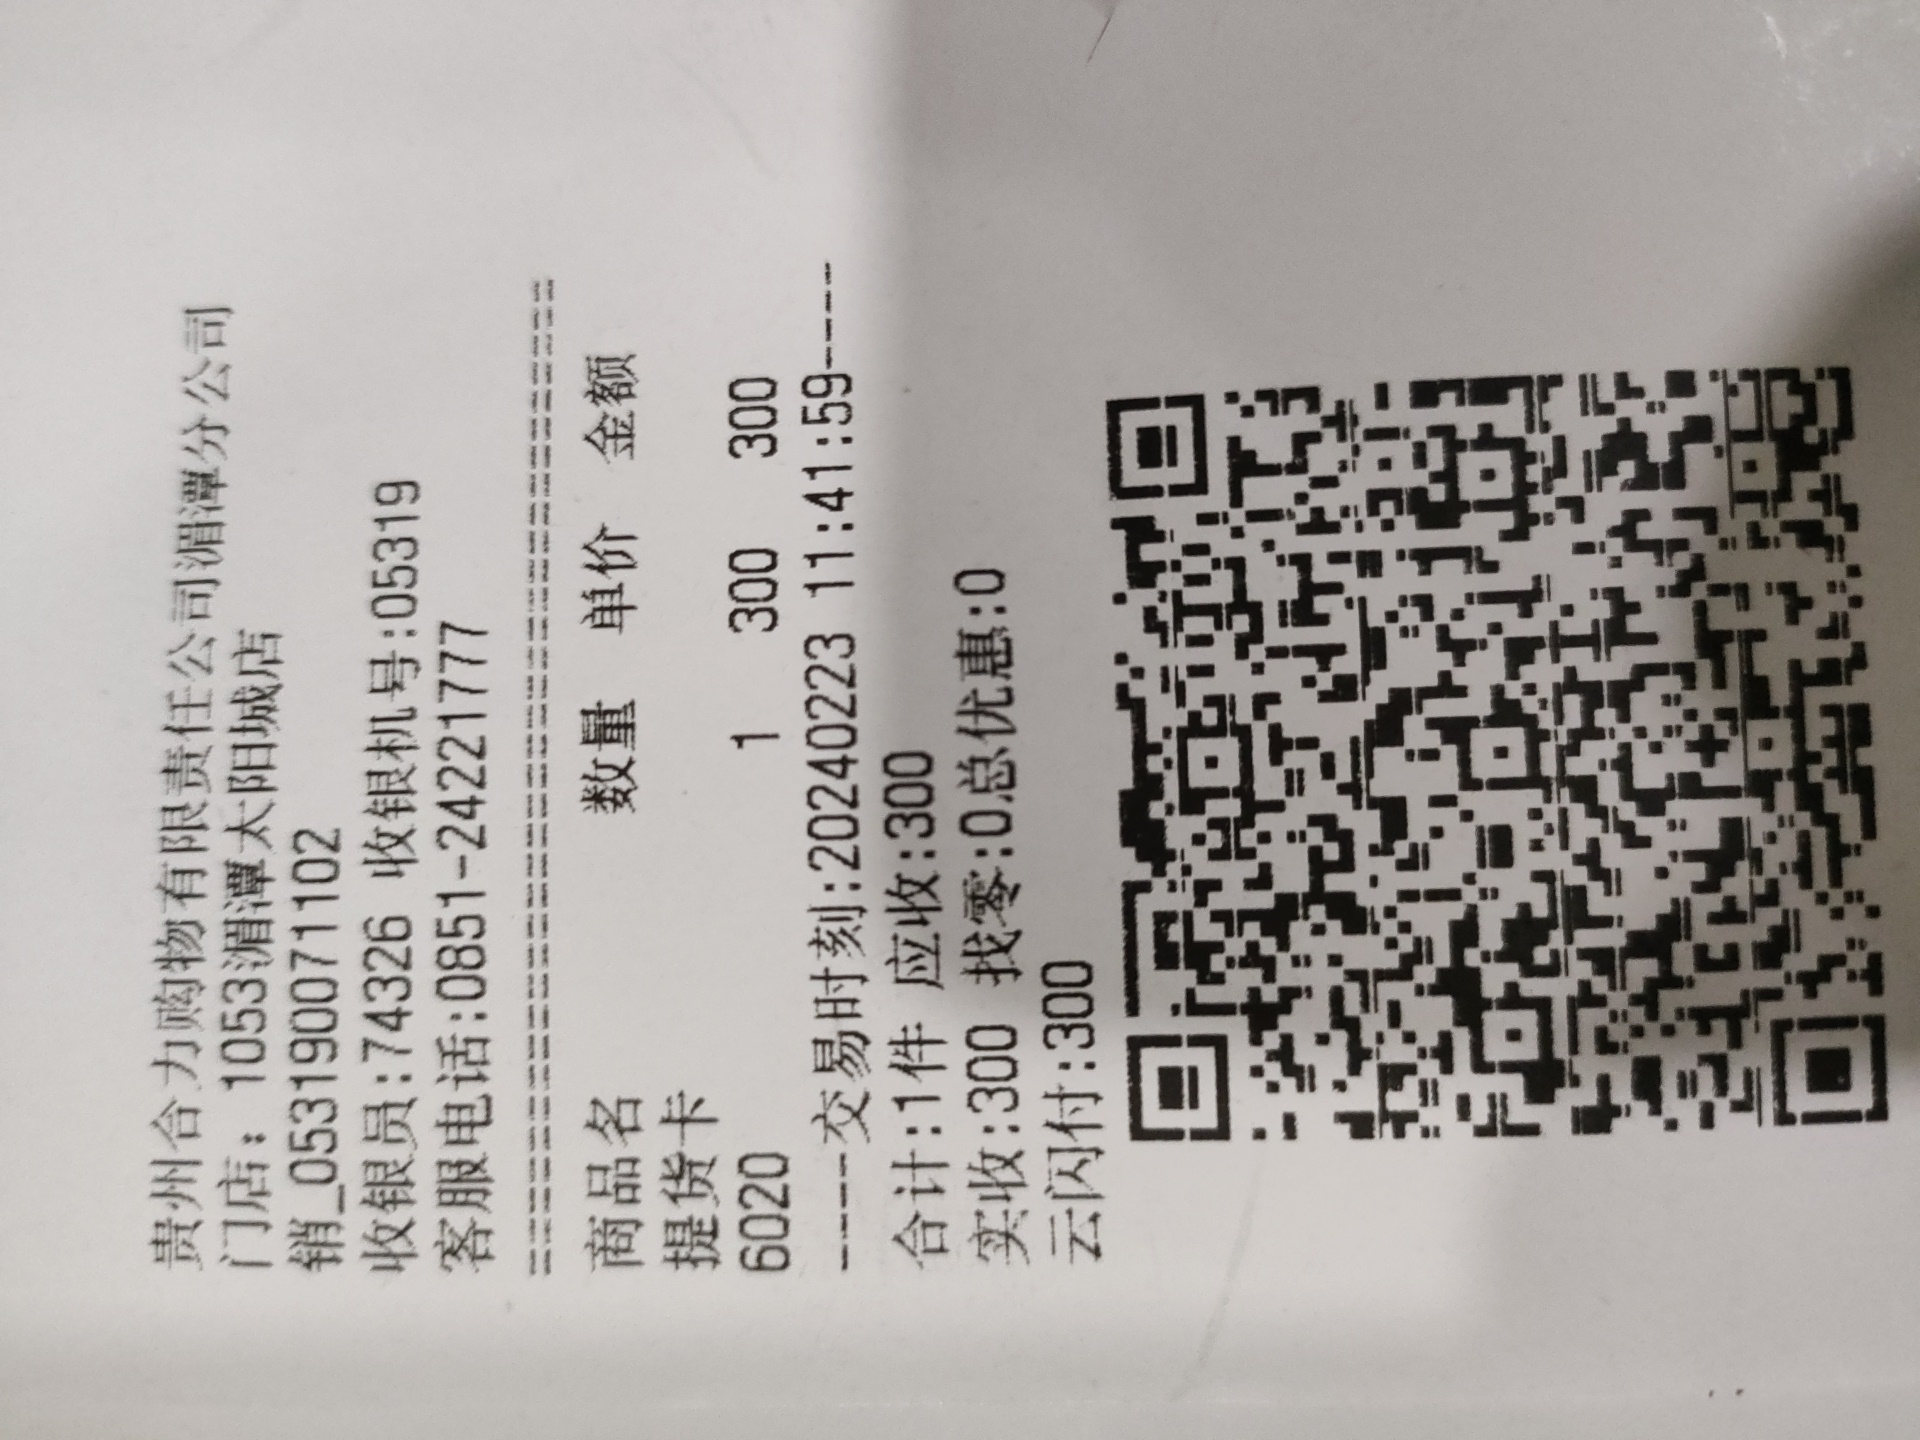 贵州合力购物有限责任公司湄潭分公司
门店：1053湄潭太阳城店
销_0531900711​02
收银员:74326 收银机号:05319
客服电话:0851-24221777
==========================================
商品名 数量 单价 金额
提货卡
6020 1 300 300
----交易时刻:20240223 11:41:59----
合计:1件 应收:300
实收:300 找零:0总优惠:0
云闪付:300